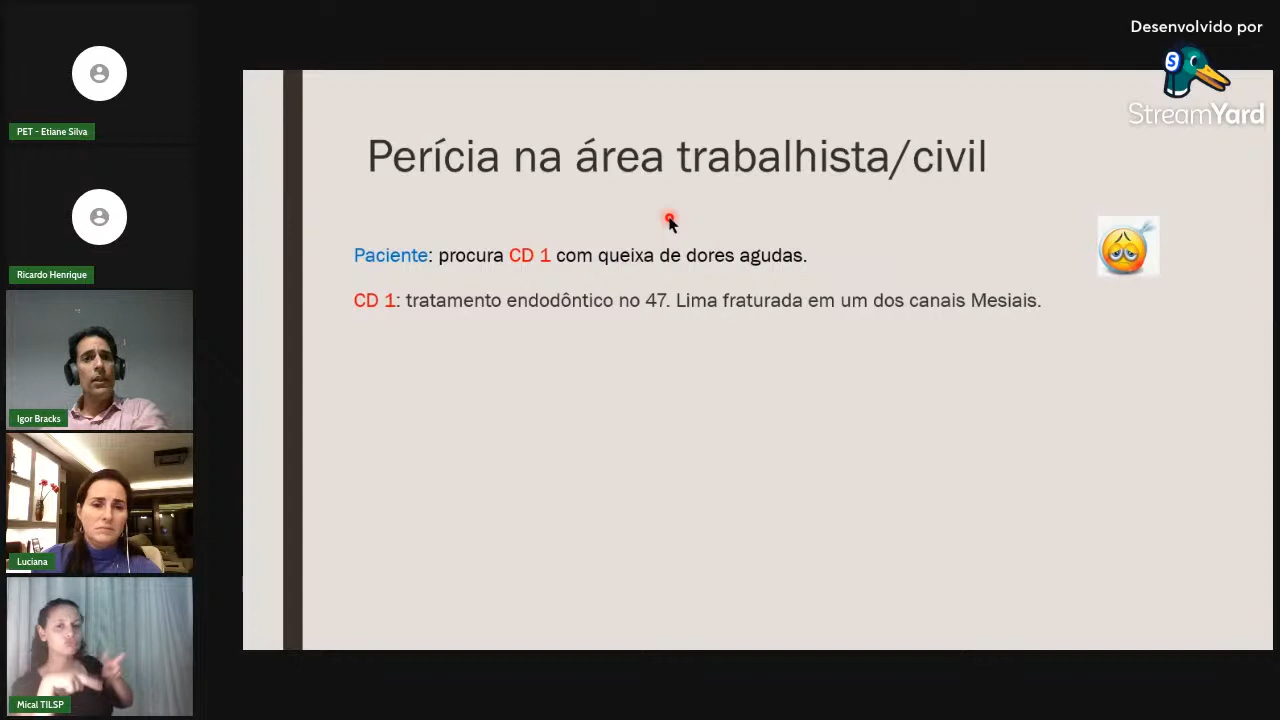 Desenvolvido por
StreamYard
PET - Etiane Silva
Ricardo Henrique
Igor Bracks
Luciana
Mical TILSP
Perícia na área trabalhista/civil
Paciente: procura CD 1 com queixa de dores agudas.
CD 1: tratamento endodôntico no 47. Lima fraturada em um dos canais Mesiais.